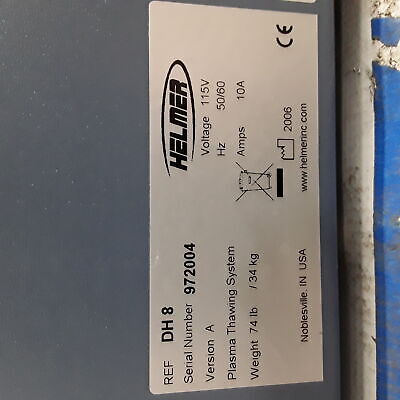 REF DH 8
Serial Number 972004
Version A
Plasma Thawing System
Weight 74 lb / 34 kg
HELMER
Voltage 115V
Hz 50/60
Amps 10A
2006
www.helmerinc.com
Noblesville, IN USA
CE